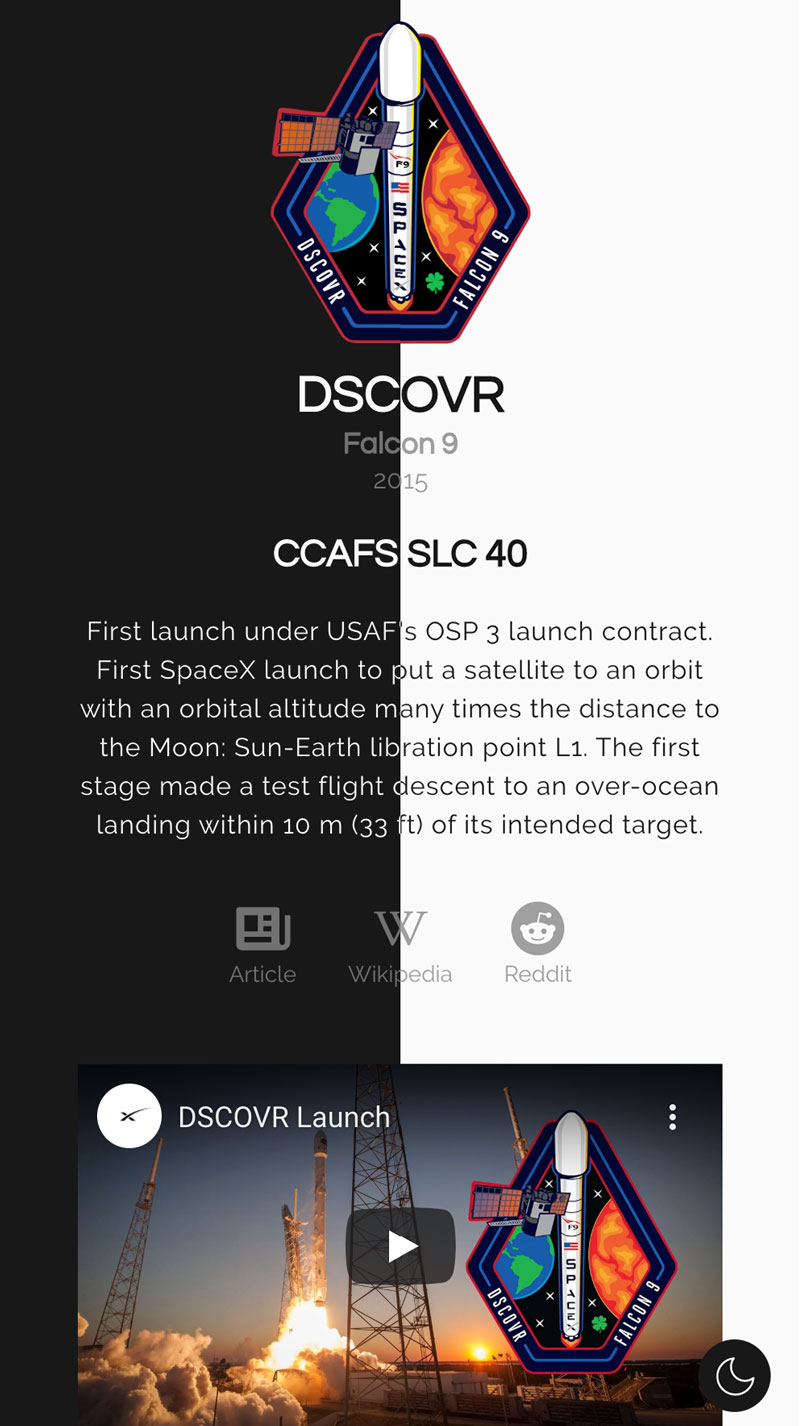 F9
SPACEX
DSCOVR
FALCON 9
DSCOVR
Falcon 9
2015
CCAFS SLC 40
First launch under USAF's OSP 3 launch contract.
First SpaceX launch to put a satellite to an orbit
with an orbital altitude many times the distance to
the Moon: Sun-Earth libration point L1. The first
stage made a test flight descent to an over-ocean
landing within 10 m (33 ft) of its intended target.
W
Article
Wikipedia
Reddit
DSCOVR Launch
F9
SPACEX
DSCOVR
FALCON 9